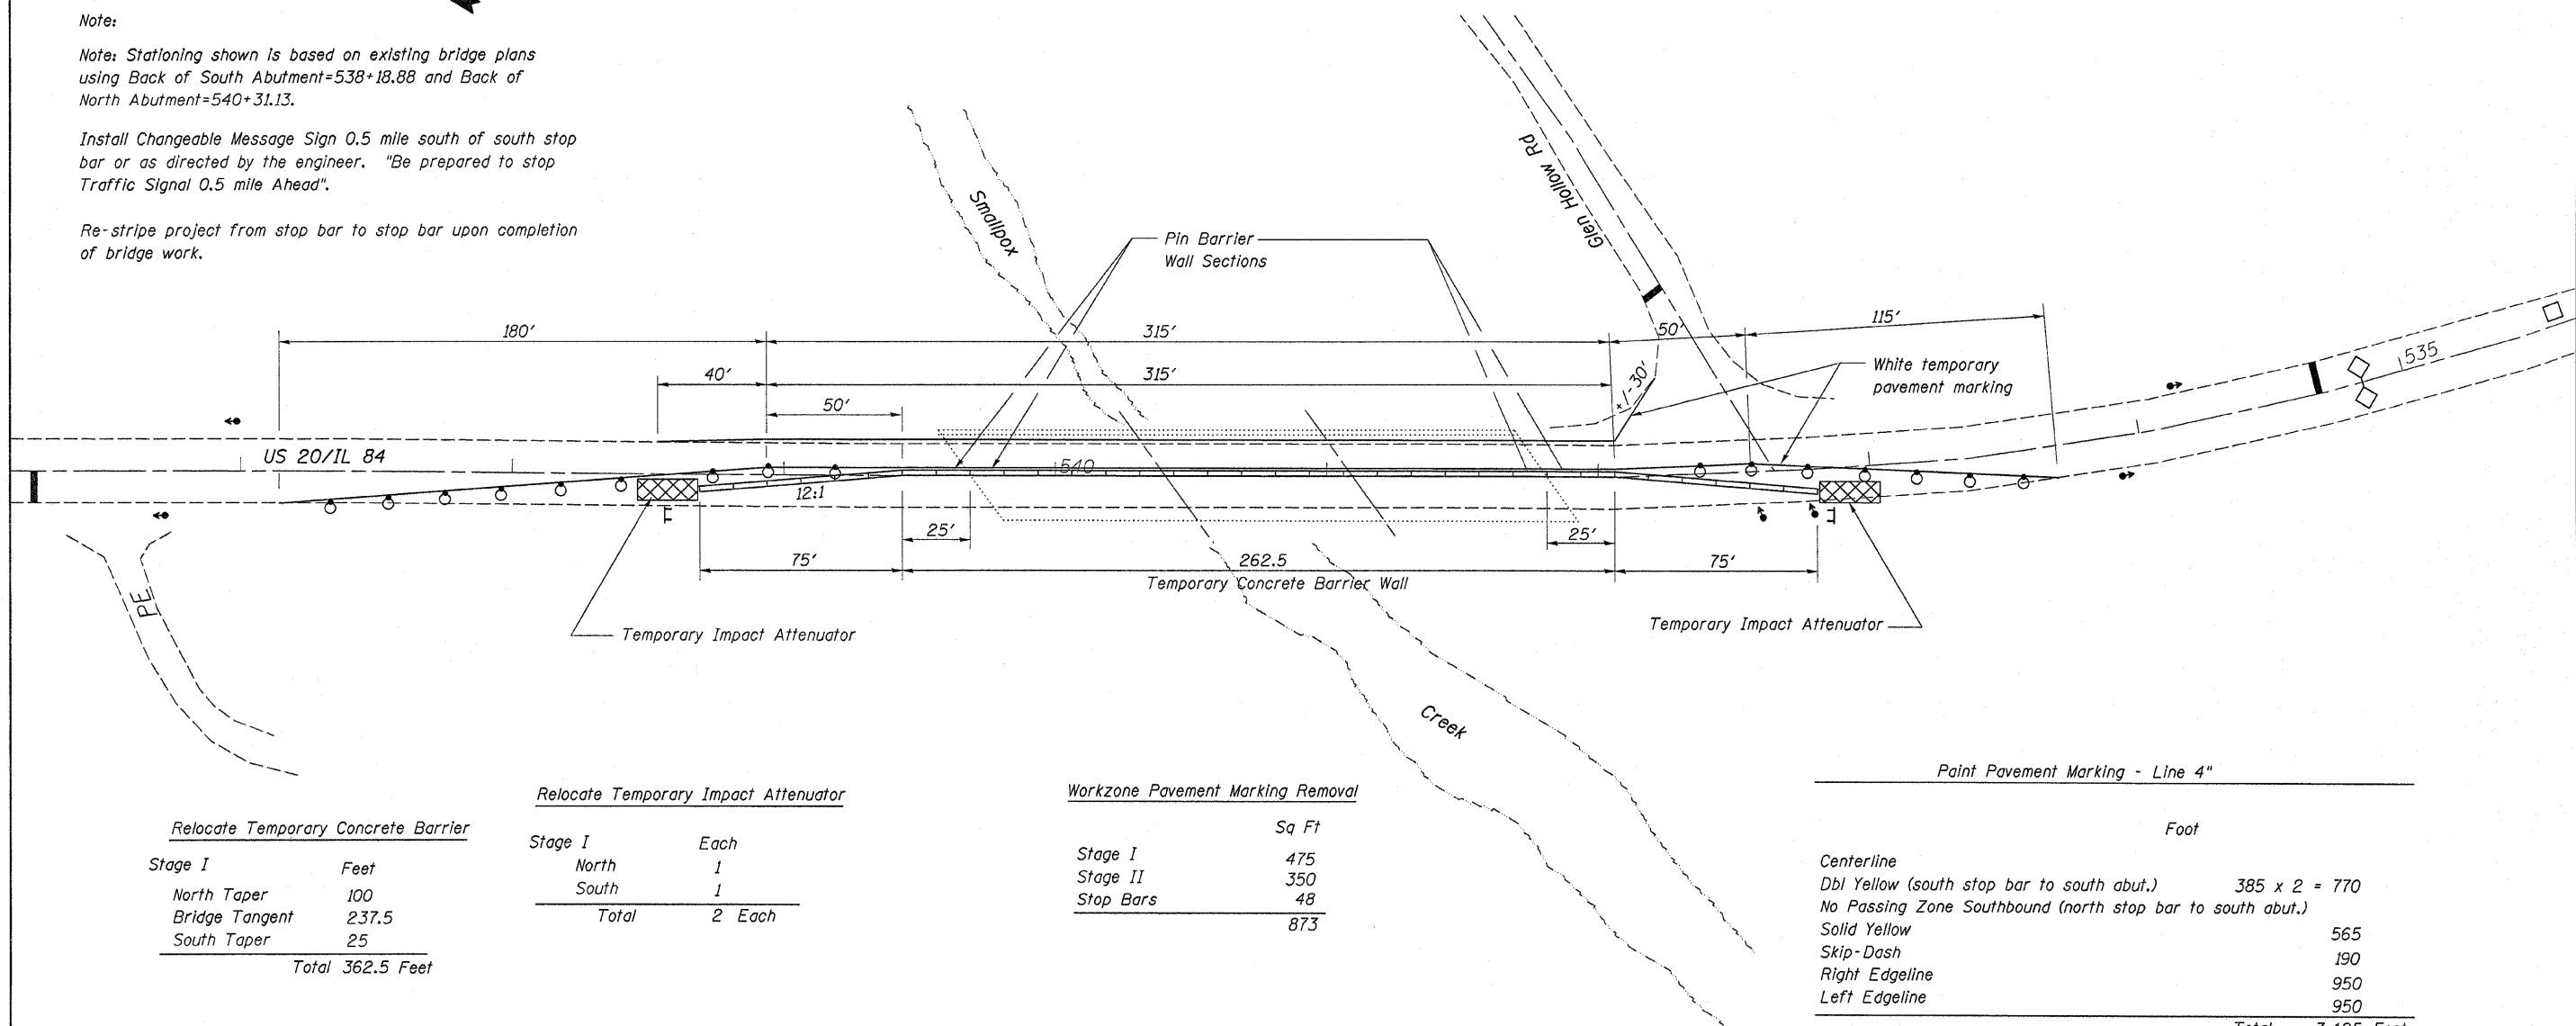 Note:
Note: Stationing shown is based on existing bridge plans
using Back of South Abutment=538+18.88 and Back of
North Abutment=540+31.13.
Install Changeable Message Sign 0.5 mile south of south stop
bar or as directed by the engineer. "Be prepared to stop
Traffic Signal 0.5 mile Ahead".
Re-stripe project from stop bar to stop bar upon completion
of bridge work.
Smallpox
Glen Hollow Rd
Pin Barrier
Wall Sections
180'
315'
50'
115'
40'
315'
+/-30'
White temporary
pavement marking
535
50'
US 20/IL 84
540
12:1
25'
25'
75'
262.5
75'
Temporary Concrete Barrier Wall
PE
Temporary Impact Attenuator
Temporary Impact Attenuator
Creek
Relocate Temporary Concrete Barrier
Stage I Feet
North Taper 100
Bridge Tangent 237.5
South Taper 25
Total 362.5 Feet
Relocate Temporary Impact Attenuator
Stage I Each
North 1
South 1
Total 2 Each
Workzone Pavement Marking Removal
Sq Ft
Stage I 475
Stage II 350
Stop Bars 48
873
Paint Pavement Marking - Line 4"
Foot
Centerline
Dbl Yellow (south stop bar to south abut.) 385 x 2 = 770
No Passing Zone Southbound (north stop bar to south abut.)
Solid Yellow 565
Skip-Dash 190
Right Edgeline 950
Left Edgeline 950
Total Feet